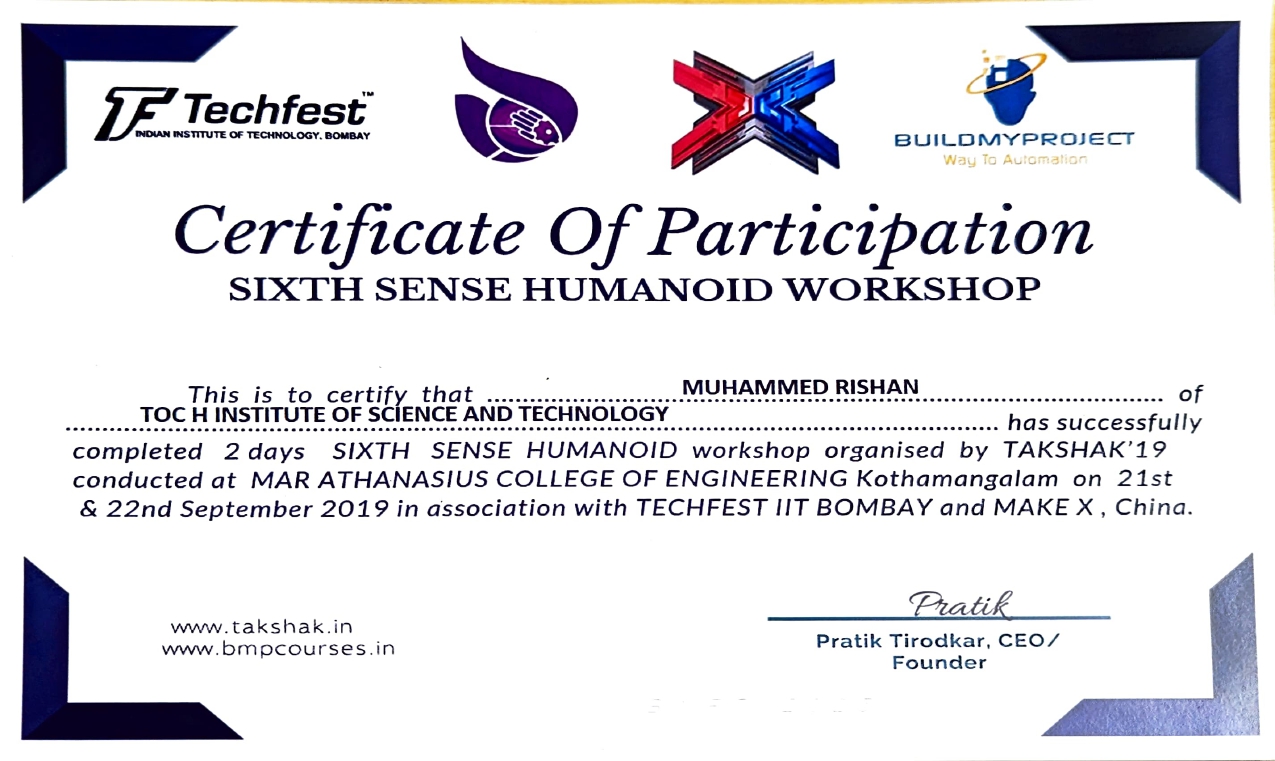 Techfest™
INDIAN INSTITUTE OF TECHNOLOGY, BOMBAY
BUILDMYPROJECT
Way To Automation
Certificate Of Participation
SIXTH SENSE HUMANOID WORKSHOP
This is to certify that ........ MUHAMMED RISHAN ........ of
........ TOC H INSTITUTE OF SCIENCE AND TECHNOLOGY ........ has successfully
completed 2 days SIXTH SENSE HUMANOID workshop organised by TAKSHAK'19
conducted at MAR ATHANASIUS COLLEGE OF ENGINEERING Kothamangalam on 21st
& 22nd September 2019 in association with TECHFEST IIT BOMBAY and MAKE X , China.
www.takshak.in
www.bmpcourses.in
Pratik
Pratik Tirodkar, CEO/
Founder